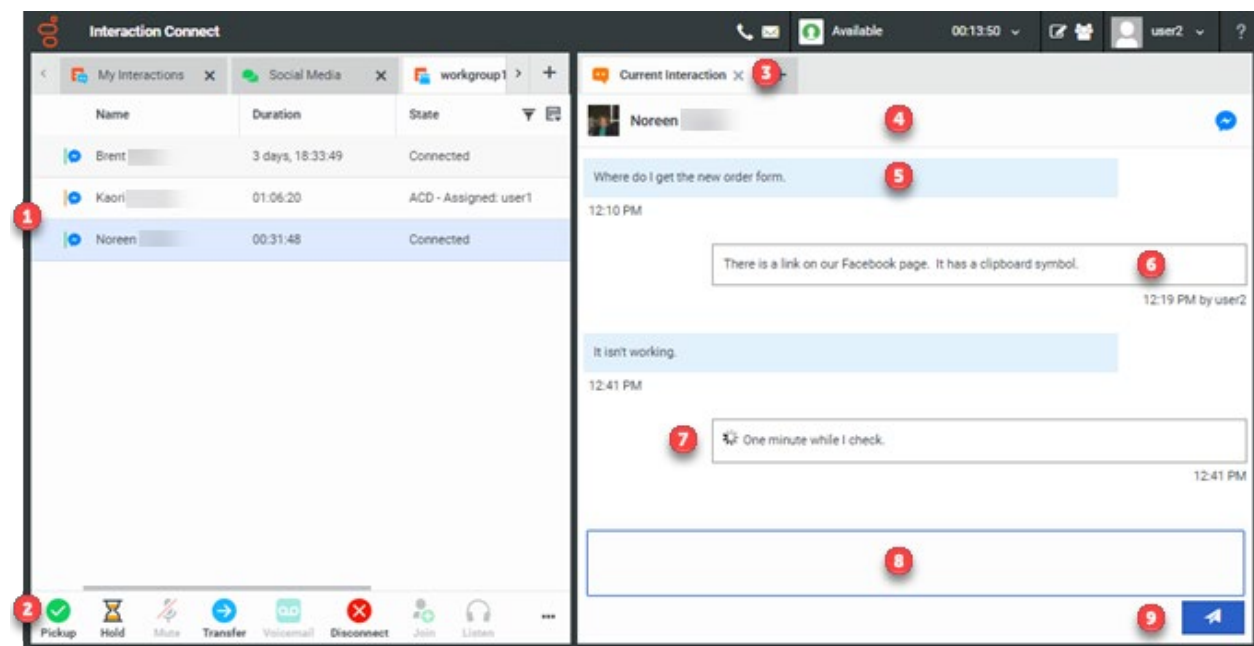 Interaction Connect
Available 00:13:50 user2 ?
My Interactions X Social Media X workgroup1 > +
Name Duration State
Brent 3 days, 18:33:49 Connected
Kaori 01:06:20 ACD - Assigned: user1
1
Noreen 00:31:48 Connected
2
Pickup Hold Mute Transfer Voicemail Disconnect Join Listen ...
Current Interaction X 3
Noreen 4
Where do I get the new order form. 5
12:10 PM
There is a link on our Facebook page. It has a clipboard symbol. 6
12:19 PM by user2
It isn't working.
12:41 PM
7 One minute while I check.
12:41 PM
8
9